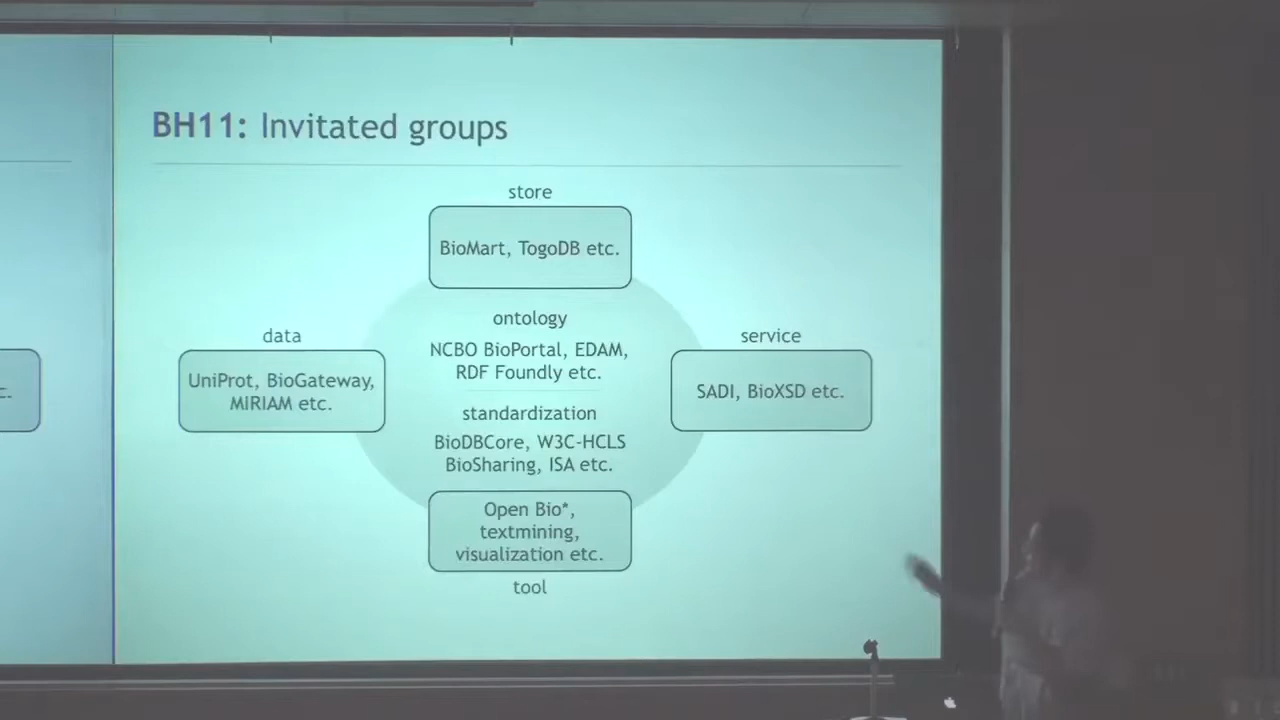 BH11: Invitated groups
store
BioMart, TogoDB etc.
ontology
NCBO BioPortal, EDAM,
RDF Foundly etc.
data
UniProt, BioGateway,
MIRIAM etc.
service
SADI, BioXSD etc.
standardization
BioDBCore, W3C-HCLS
BioSharing, ISA etc.
Open Bio*,
textmining,
visualization etc.
tool
c.